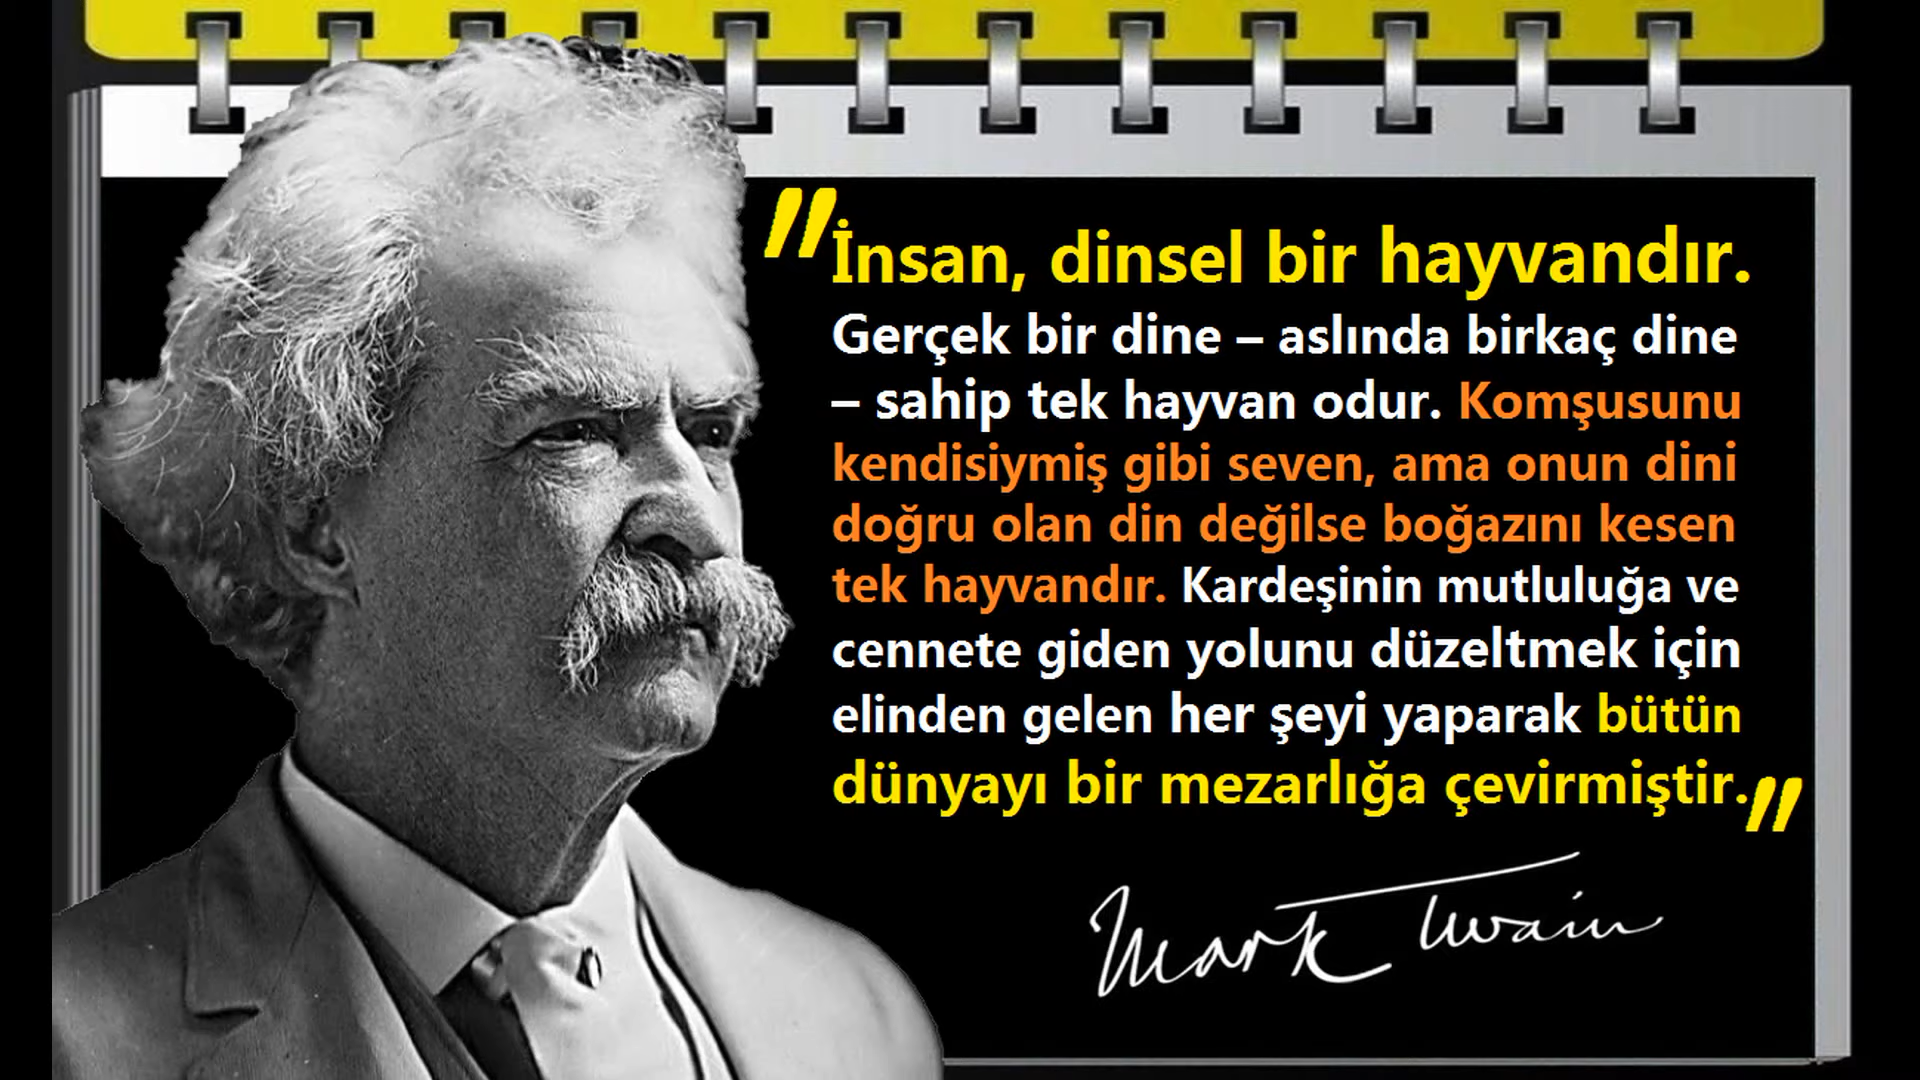 "İnsan, dinsel bir hayvandır.
Gerçek bir dine – aslında birkaç dine
– sahip tek hayvan odur. Komşusunu
kendisiymiş gibi seven, ama onun dini
doğru olan din değilse boğazını kesen
tek hayvandır. Kardeşinin mutluluğa ve
cennete giden yolunu düzeltmek için
elinden gelen her şeyi yaparak bütün
dünyayı bir mezarlığa çevirmiştir."
Mark Twain